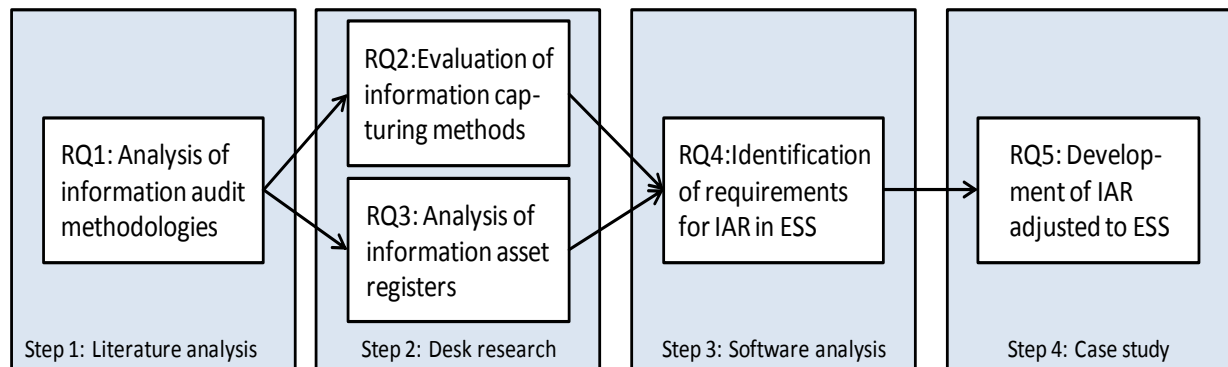 RQ1: Analysis of
information audit
methodologies
Step 1: Literature analysis
RQ2:Evaluation of
information cap-
turing methods
RQ3: Analysis of
information asset
registers
Step 2: Desk research
RQ4:Identification
of requirements
for IAR in ESS
Step 3: Software analysis
RQ5: Develop-
ment of IAR
adjusted to ESS
Step 4: Case study